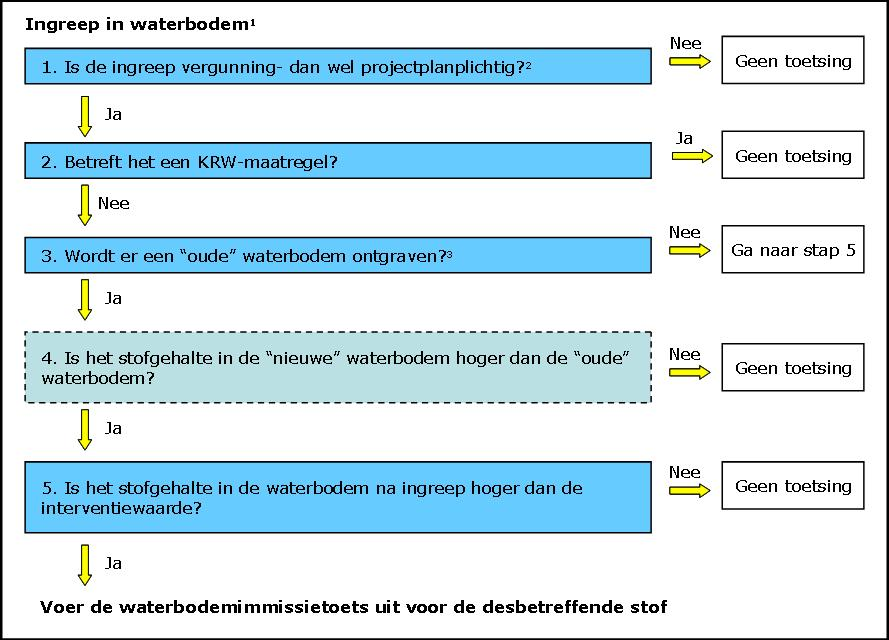 Ingreep in waterbodem¹
1. Is de ingreep vergunning- dan wel projectplanplichtig?²
Nee
Geen toetsing
Ja
2. Betreft het een KRW-maatregel?
Ja
Geen toetsing
Nee
3. Wordt er een “oude” waterbodem ontgraven?³
Nee
Ga naar stap 5
Ja
4. Is het stofgehalte in de “nieuwe” waterbodem hoger dan de “oude”
waterbodem?
Nee
Geen toetsing
Ja
5. Is het stofgehalte in de waterbodem na ingreep hoger dan de
interventiewaarde?
Nee
Geen toetsing
Ja
Voer de waterbodemimmissietoets uit voor de desbetreffende stof